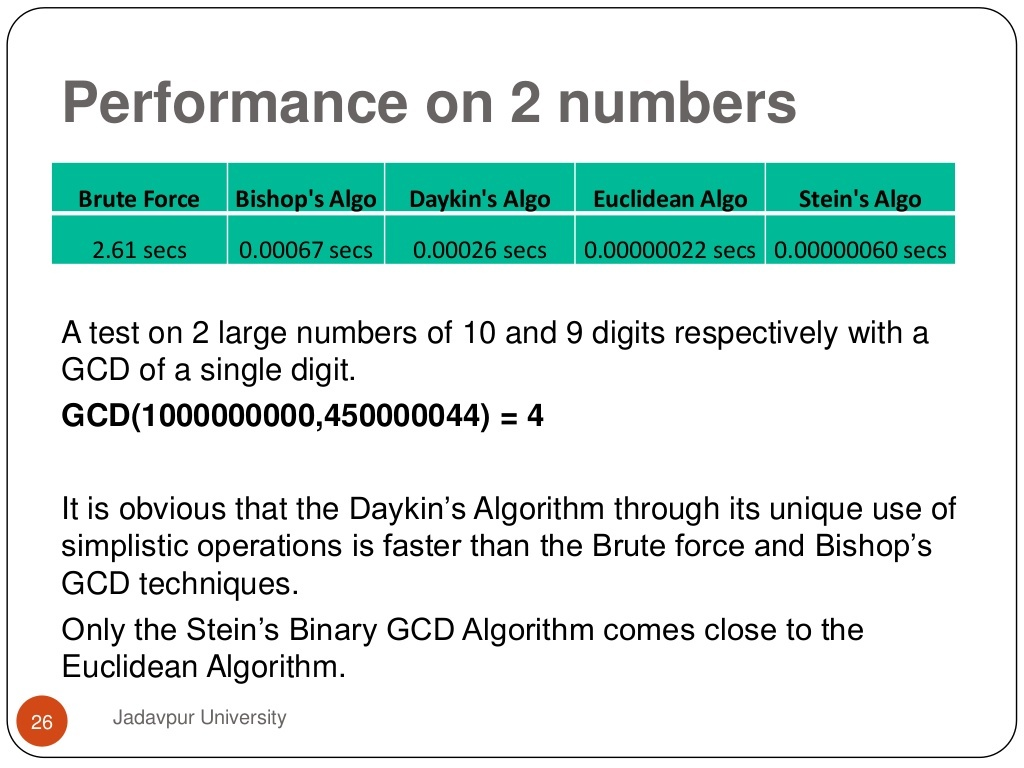 Performance on 2 numbers
Brute Force Bishop's Algo Daykin's Algo Euclidean Algo Stein's Algo
2.61 secs 0.00067 secs 0.00026 secs 0.00000022 secs 0.00000060 secs
A test on 2 large numbers of 10 and 9 digits respectively with a
GCD of a single digit.
GCD(1000000000,450000044) = 4
It is obvious that the Daykin’s Algorithm through its unique use of
simplistic operations is faster than the Brute force and Bishop’s
GCD techniques.
Only the Stein’s Binary GCD Algorithm comes close to the
Euclidean Algorithm.
26 Jadavpur University